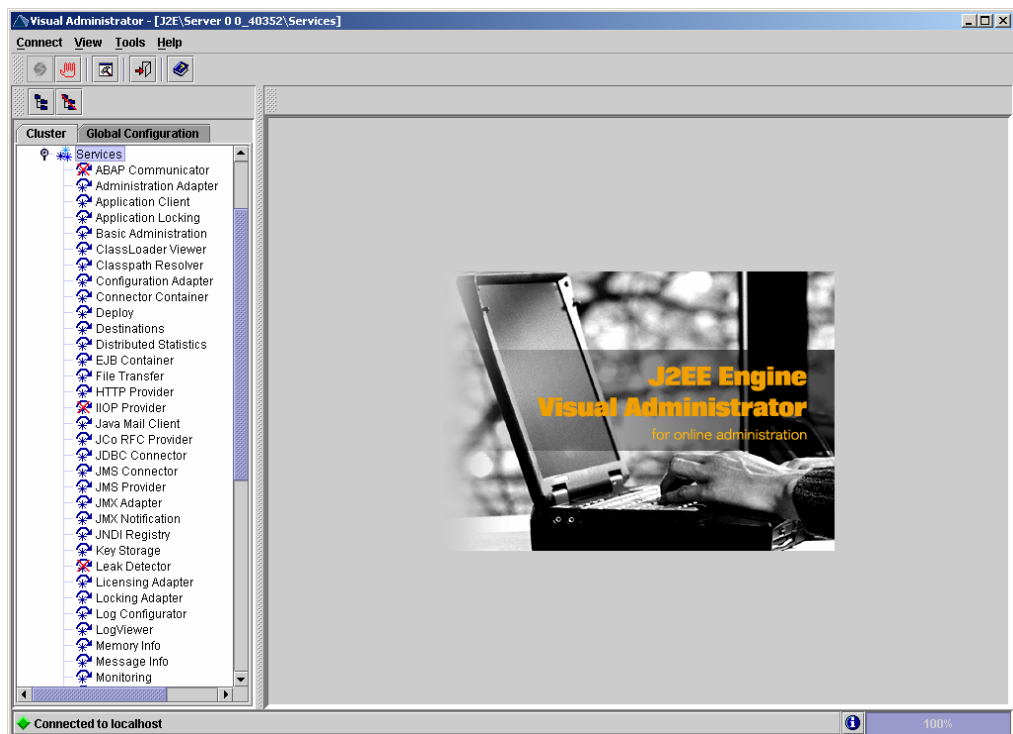 Visual Administrator - [J2E\Server 0 0_40352\Services]
Connect View Tools Help
Cluster Global Configuration
Services
ABAP Communicator
Administration Adapter
Application Client
Application Locking
Basic Administration
ClassLoader Viewer
Classpath Resolver
Configuration Adapter
Connector Container
Deploy
Destinations
Distributed Statistics
EJB Container
File Transfer
HTTP Provider
IIOP Provider
Java Mail Client
JCo RFC Provider
JDBC Connector
JMS Connector
JMS Provider
JMX Adapter
JMX Notification
JNDI Registry
Key Storage
Leak Detector
Licensing Adapter
Locking Adapter
Log Configurator
LogViewer
Memory Info
Message Info
Monitoring
J2EE Engine
Visual Administrator
for online administration
Connected to localhost
100%